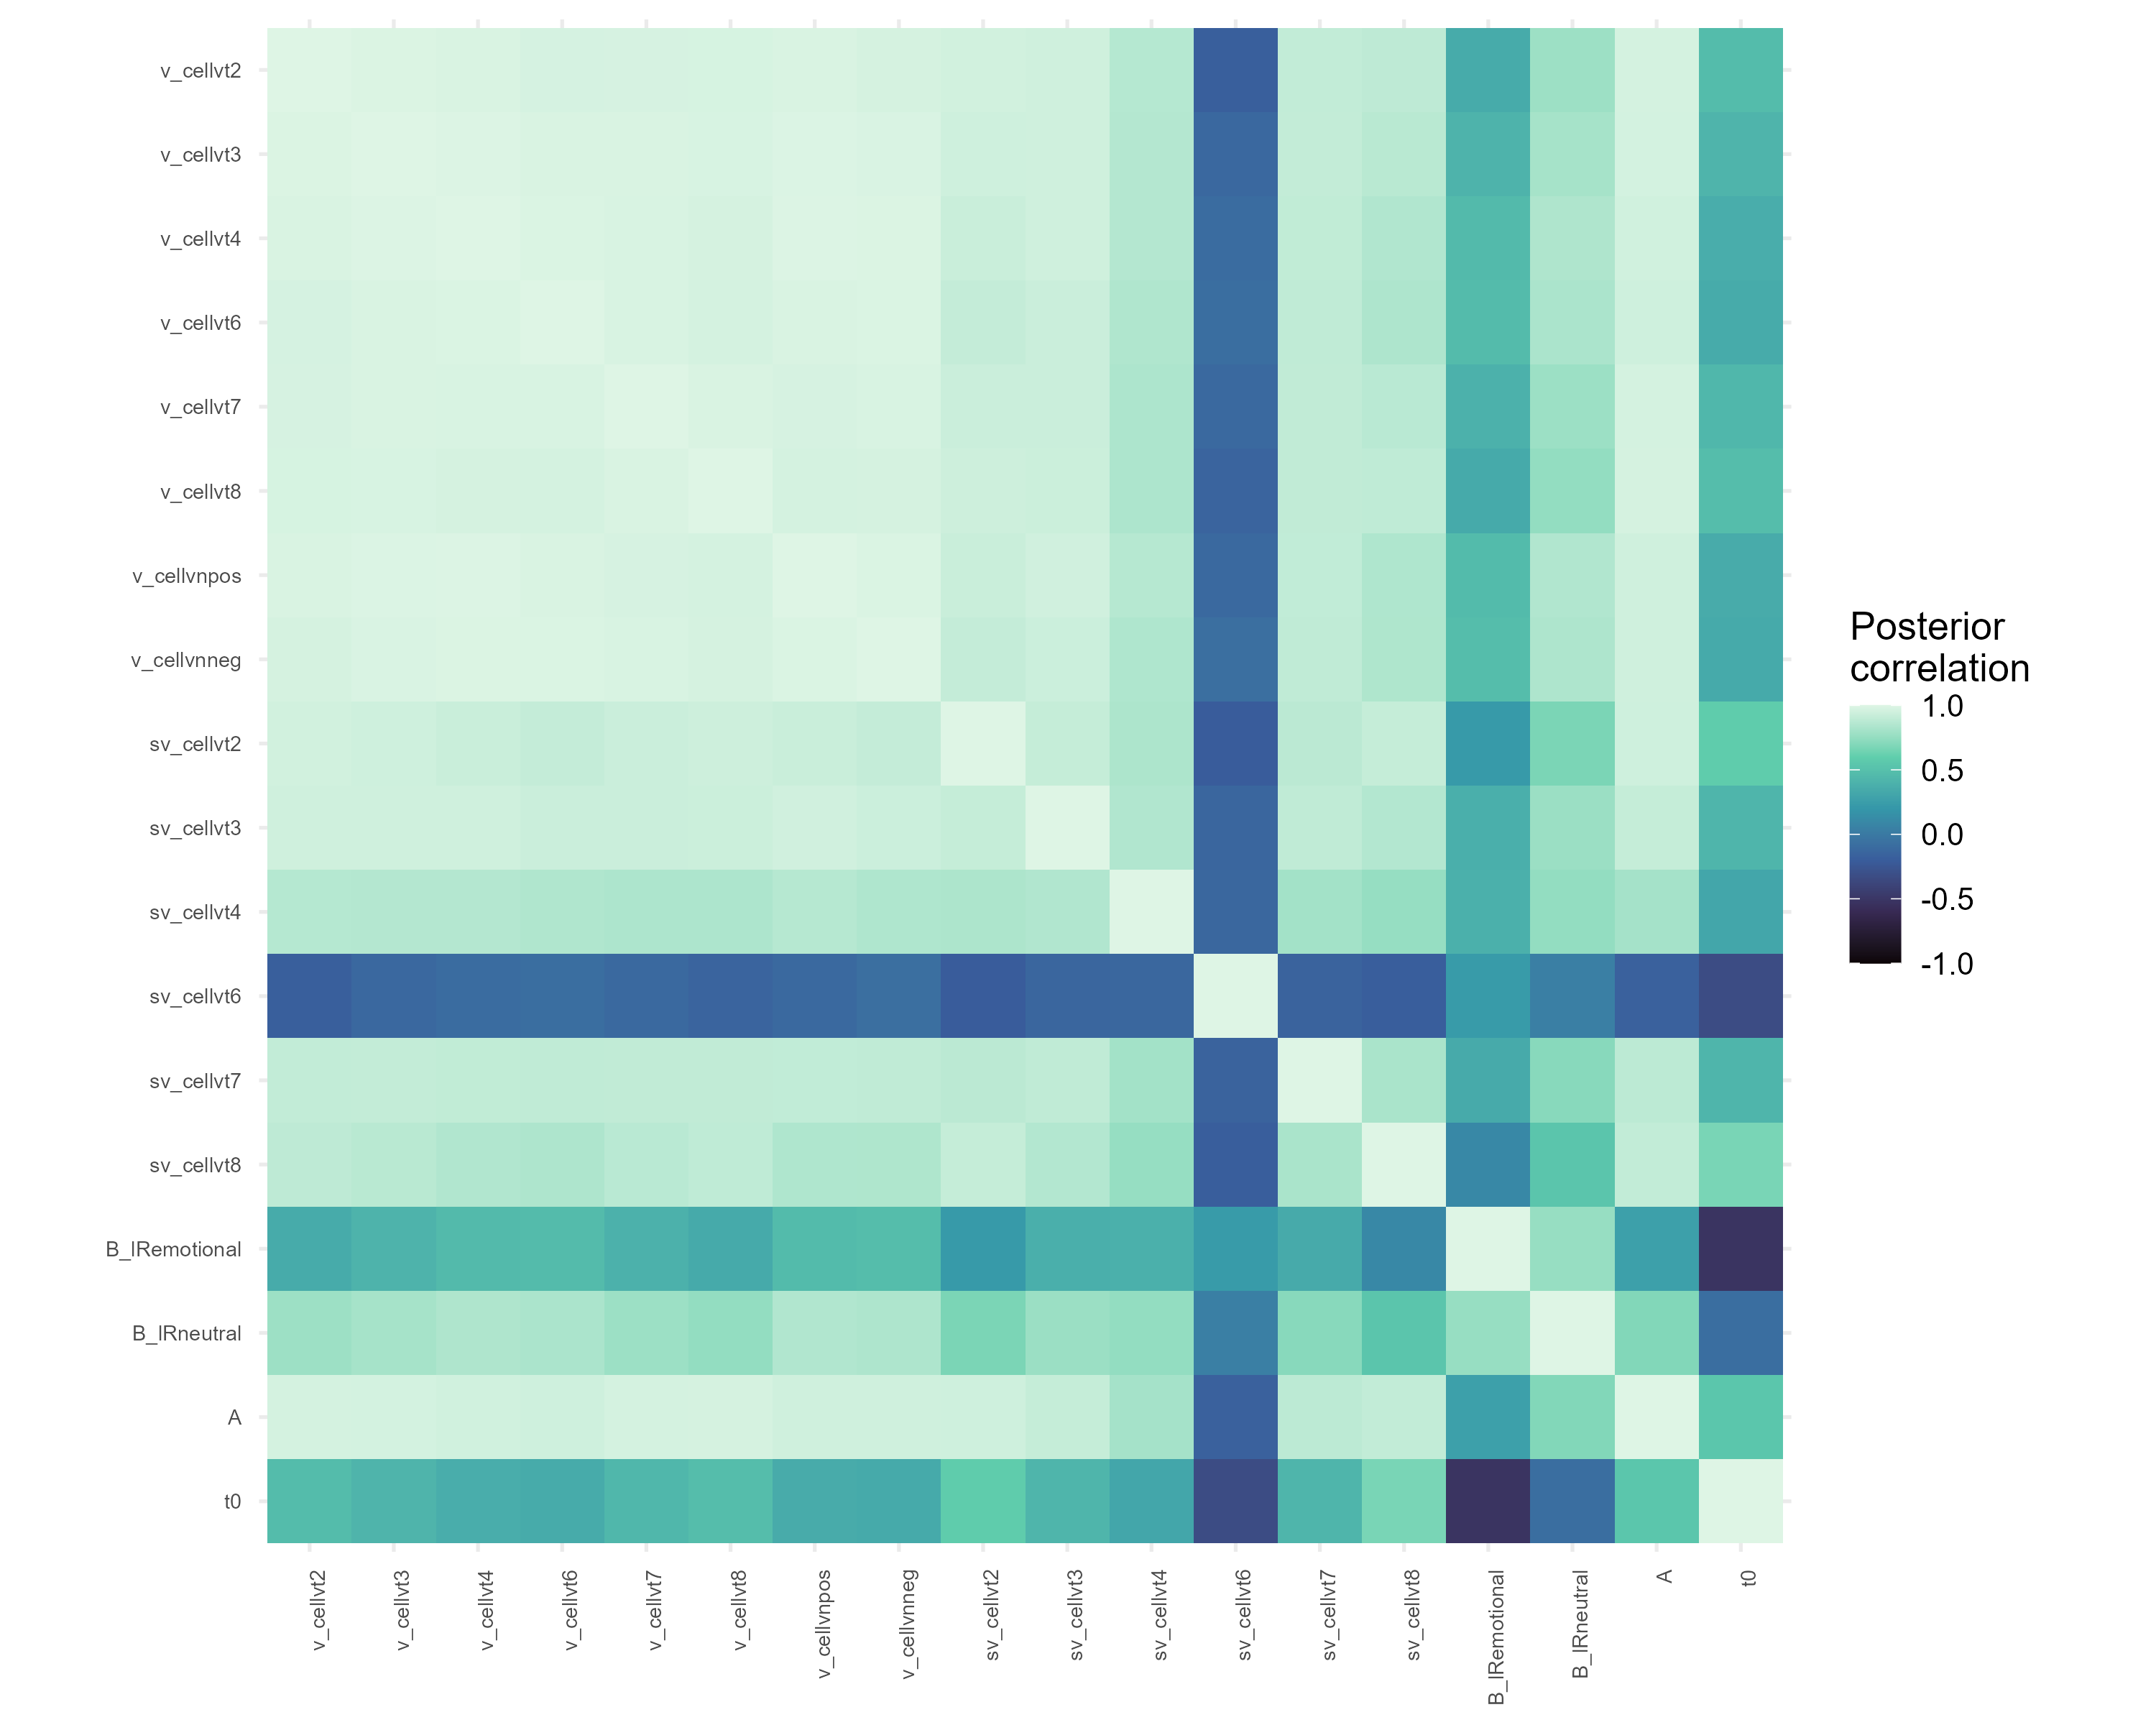 v_cellvt2
v_cellvt3
v_cellvt4
v_cellvt6
v_cellvt7
v_cellvt8
v_cellvnpos
v_cellvnneg
sv_cellvt2
sv_cellvt3
sv_cellvt4
sv_cellvt6
sv_cellvt7
sv_cellvt8
B_lRemotional
B_lRneutral
A
t0
v_cellvt2
v_cellvt3
v_cellvt4
v_cellvt6
v_cellvt7
v_cellvt8
v_cellvnpos
v_cellvnneg
sv_cellvt2
sv_cellvt3
sv_cellvt4
sv_cellvt6
sv_cellvt7
sv_cellvt8
B_lRemotional
B_lRneutral
A
t0
Posterior
correlation
1.0
0.5
0.0
-0.5
-1.0